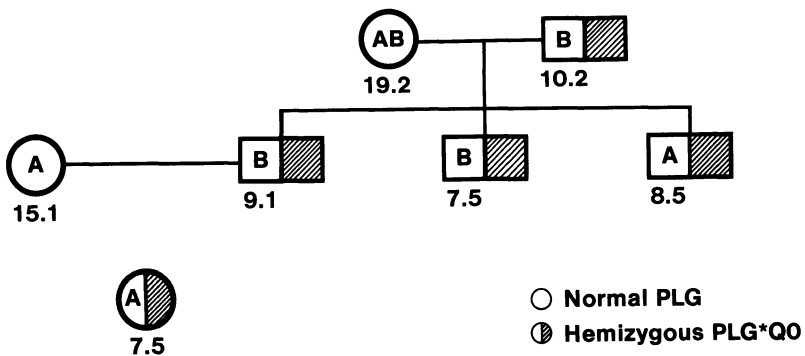 AB B
19.2 10.2
A B B A
15.1 9.1 7.5 8.5
A
7.5
Normal PLG
Hemizygous PLG*Q0